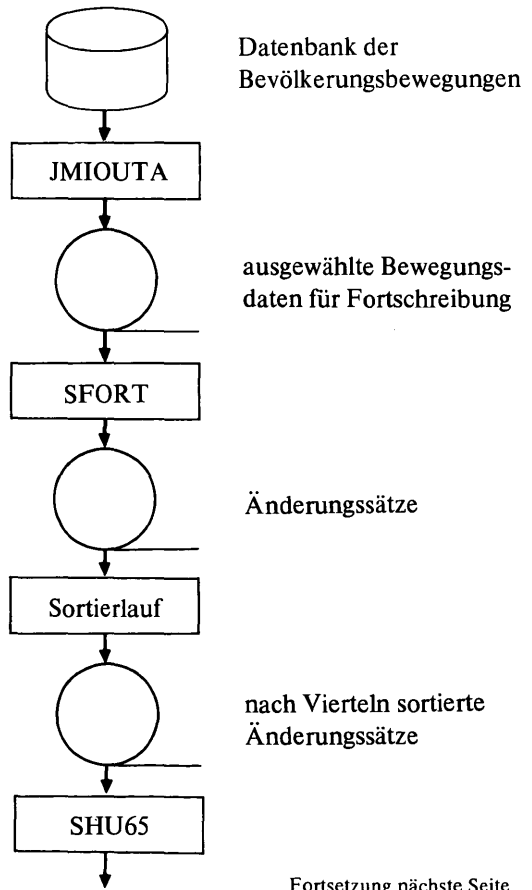 Datenbank der
Bevölkerungsbewegungen
JMIOUTA
ausgewählte Bewegungs-
daten für Fortschreibung
SFORT
Änderungssätze
Sortierlauf
nach Vierteln sortierte
Änderungssätze
SHU65
Fortsetzung nächste Seite